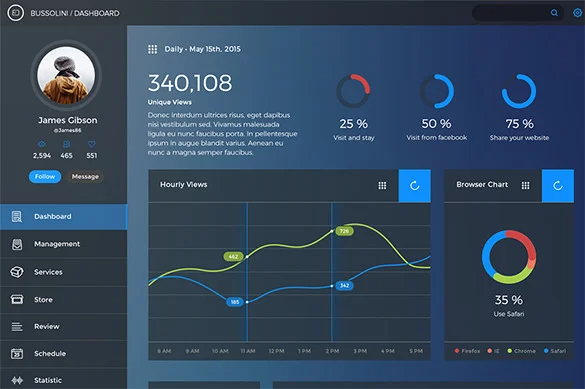 BUSSOLINI / DASHBOARD
James Gibson
@James86
2,594 465 551
Follow Message
Dashboard
Management
Services
Store
Review
Schedule
Statistic
Daily - May 15th, 2015
340,108
Unique Views
Donec interdum ultrices risus, eget dapibus
nisi vestibulum sed. Vivamus malesuada
ligula eu nunc faucibus porta. In pellentesque
ipsum in augue blandit varius. Aenean eu
nunc a magna semper faucibus.
25 %
Visit and stay
50 %
Visit from facebook
75 %
Share your website
Hourly Views
462
726
185
342
8 AM 9 AM 10 AM 11 AM 12 PM 1 PM 2 PM 3 PM 4 PM 5 PM
Browser Chart
35 %
Use Safari
Firefox IE Chrome Safari